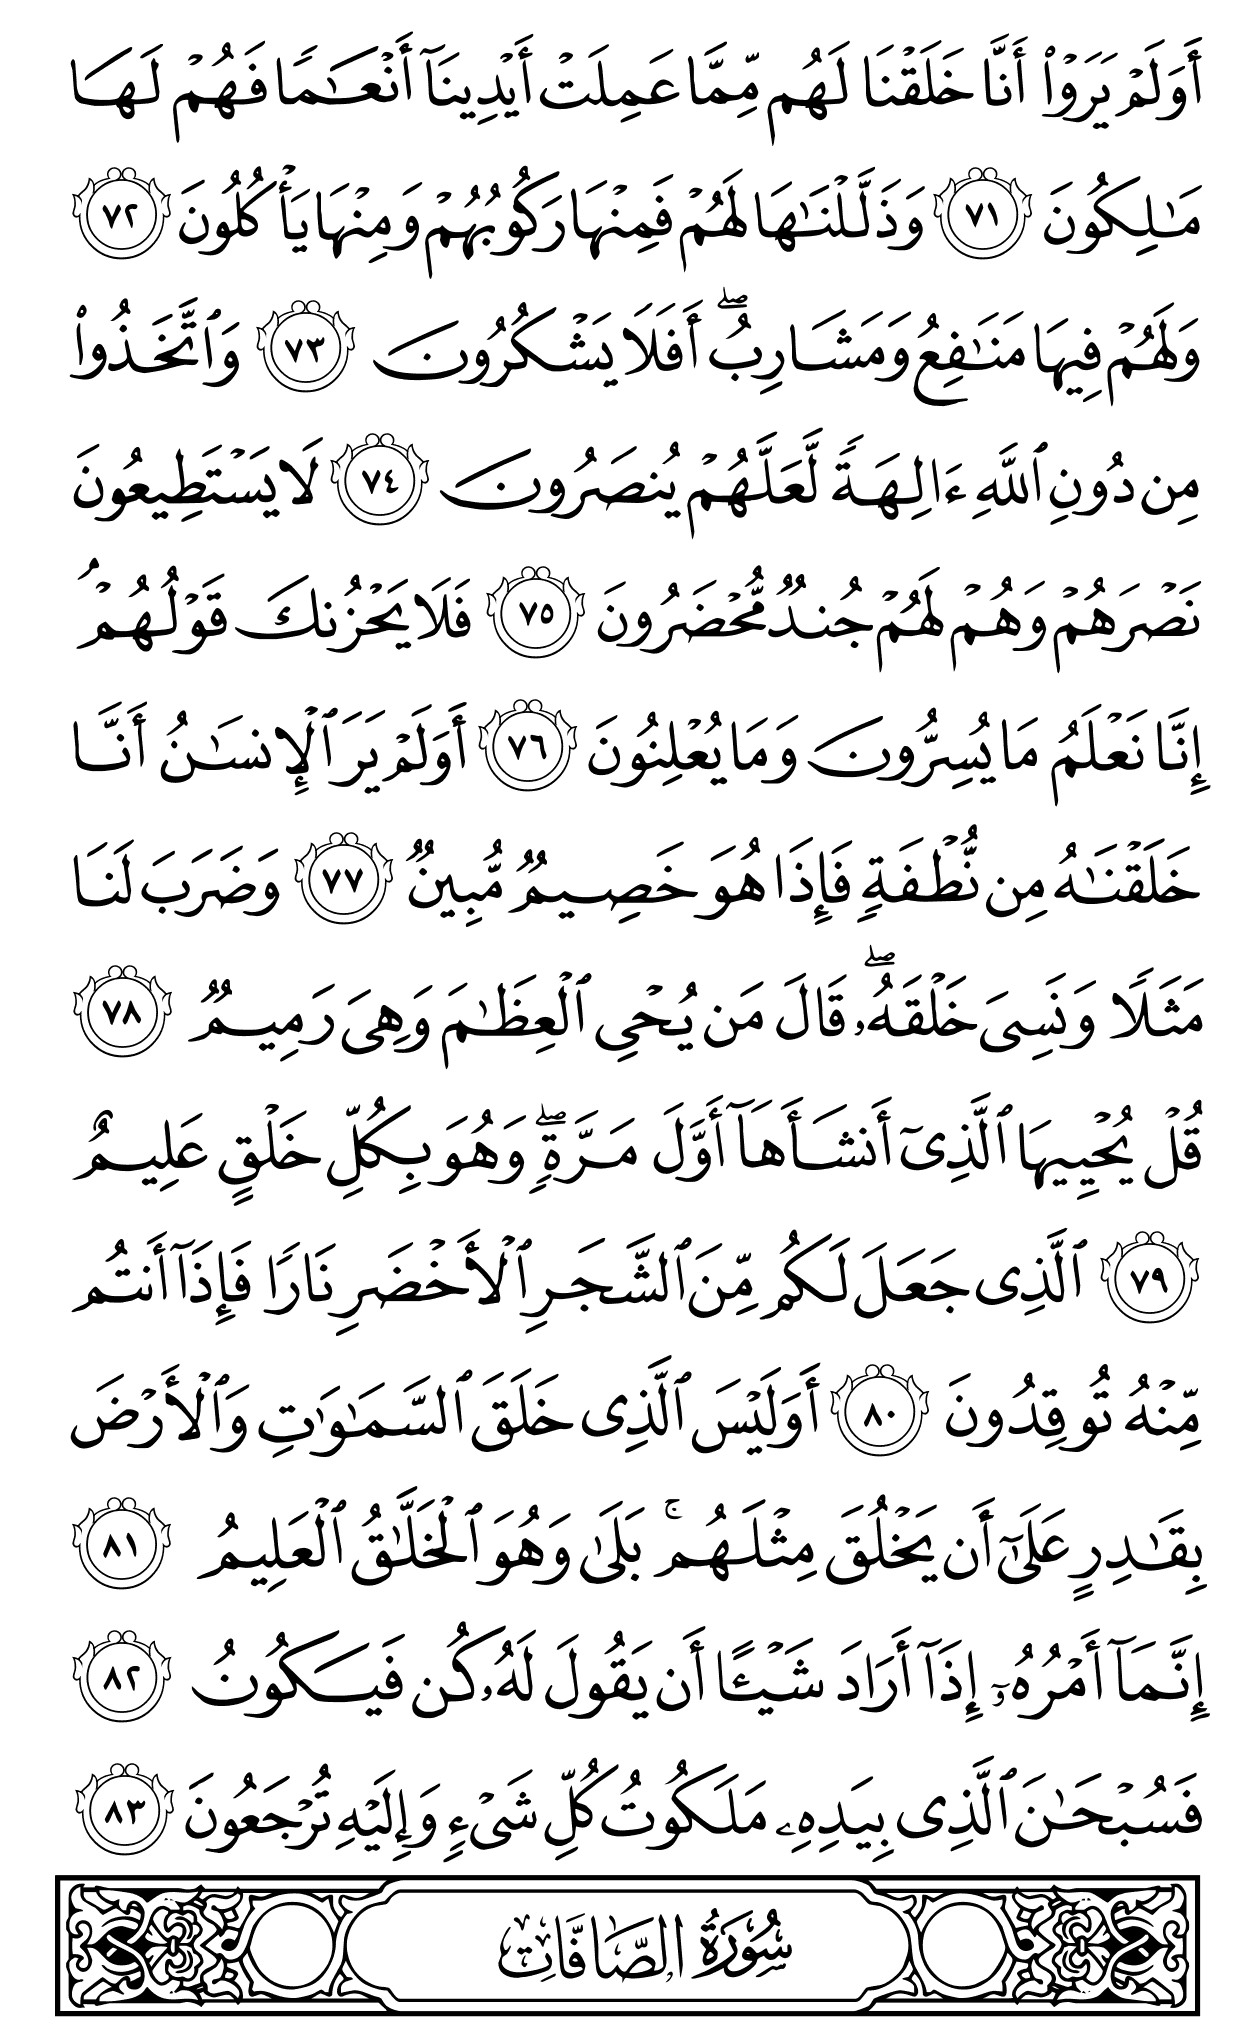 أَوَلَمْ يَرَوْا۟ أَنَّا خَلَقْنَا لَهُم مِّمَّا عَمِلَتْ أَيْدِينَآ أَنْعَـٰمًا فَهُمْ لَهَا
مَـٰلِكُونَ ٧١ وَذَلَّلْنَـٰهَا لَهُمْ فَمِنْهَا رَكُوبُهُمْ وَمِنْهَا يَأْكُلُونَ ٧٢
وَلَهُمْ فِيهَا مَنَـٰفِعُ وَمَشَارِبُ ۖ أَفَلَا يَشْكُرُونَ ٧٣ وَٱتَّخَذُوا۟
مِن دُونِ ٱللَّهِ ءَالِهَةً لَّعَلَّهُمْ يُنصَرُونَ ٧٤ لَا يَسْتَطِيعُونَ
نَصْرَهُمْ وَهُمْ لَهُمْ جُندٌ مُّحْضَرُونَ ٧٥ فَلَا يَحْزُنكَ قَوْلُهُمْ ۘ
إِنَّا نَعْلَمُ مَا يُسِرُّونَ وَمَا يُعْلِنُونَ ٧٦ أَوَلَمْ يَرَ ٱلْإِنسَـٰنُ أَنَّا
خَلَقْنَـٰهُ مِن نُّطْفَةٍ فَإِذَا هُوَ خَصِيمٌ مُّبِينٌ ٧٧ وَضَرَبَ لَنَا
مَثَلًا وَنَسِىَ خَلْقَهُۥ ۖ قَالَ مَن يُحْىِ ٱلْعِظَـٰمَ وَهِىَ رَمِيمٌ ٧٨
قُلْ يُحْيِيهَا ٱلَّذِىٓ أَنشَأَهَآ أَوَّلَ مَرَّةٍ ۖ وَهُوَ بِكُلِّ خَلْقٍ عَلِيمٌ
٧٩ ٱلَّذِى جَعَلَ لَكُم مِّنَ ٱلشَّجَرِ ٱلْأَخْضَرِ نَارًا فَإِذَآ أَنتُم
مِّنْهُ تُوقِدُونَ ٨٠ أَوَلَيْسَ ٱلَّذِى خَلَقَ ٱلسَّمَـٰوَٰتِ وَٱلْأَرْضَ
بِقَـٰدِرٍ عَلَىٰٓ أَن يَخْلُقَ مِثْلَهُم ۚ بَلَىٰ وَهُوَ ٱلْخَلَّـٰقُ ٱلْعَلِيمُ ٨١
إِنَّمَآ أَمْرُهُۥٓ إِذَآ أَرَادَ شَيْـًٔا أَن يَقُولَ لَهُۥ كُن فَيَكُونُ ٨٢
فَسُبْحَـٰنَ ٱلَّذِى بِيَدِهِۦ مَلَكُوتُ كُلِّ شَىْءٍ وَإِلَيْهِ تُرْجَعُونَ ٨٣
سُورَةُ الصَّافَّاتِ